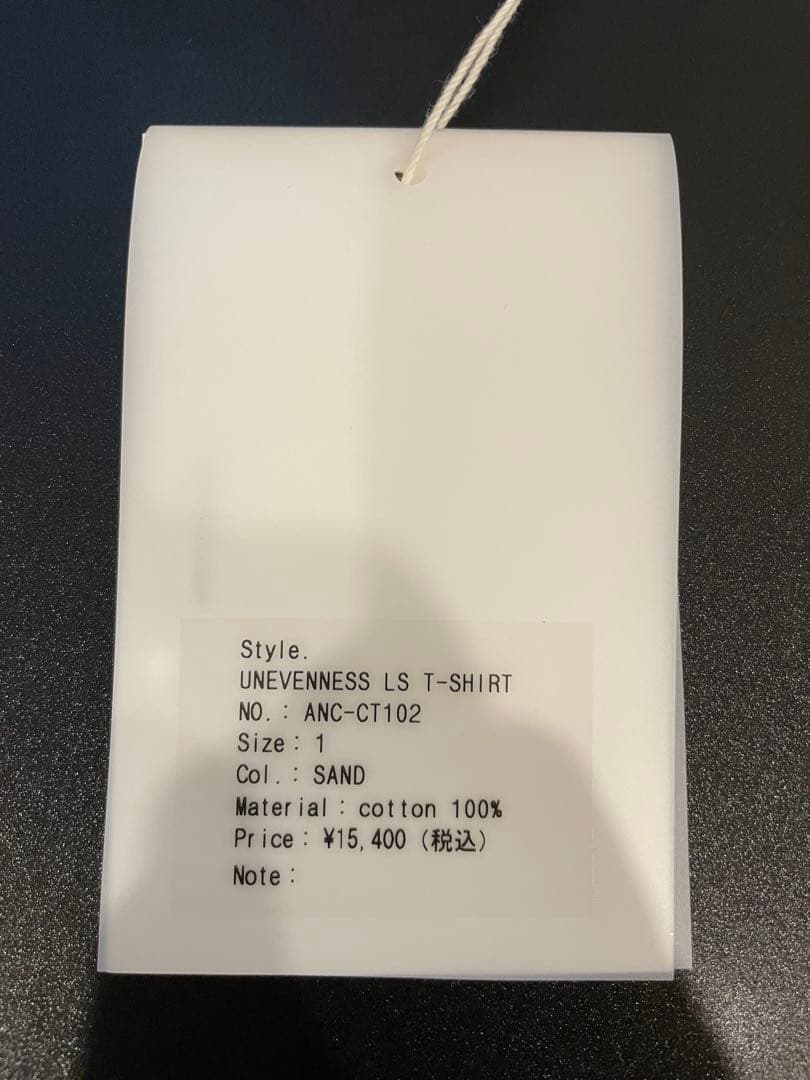 Style.
UNEVENNESS LS T-SHIRT
NO.: ANC-CT102
Size: 1
Col.: SAND
Material: cotton 100%
Price: ¥15,400 (税込)
Note: